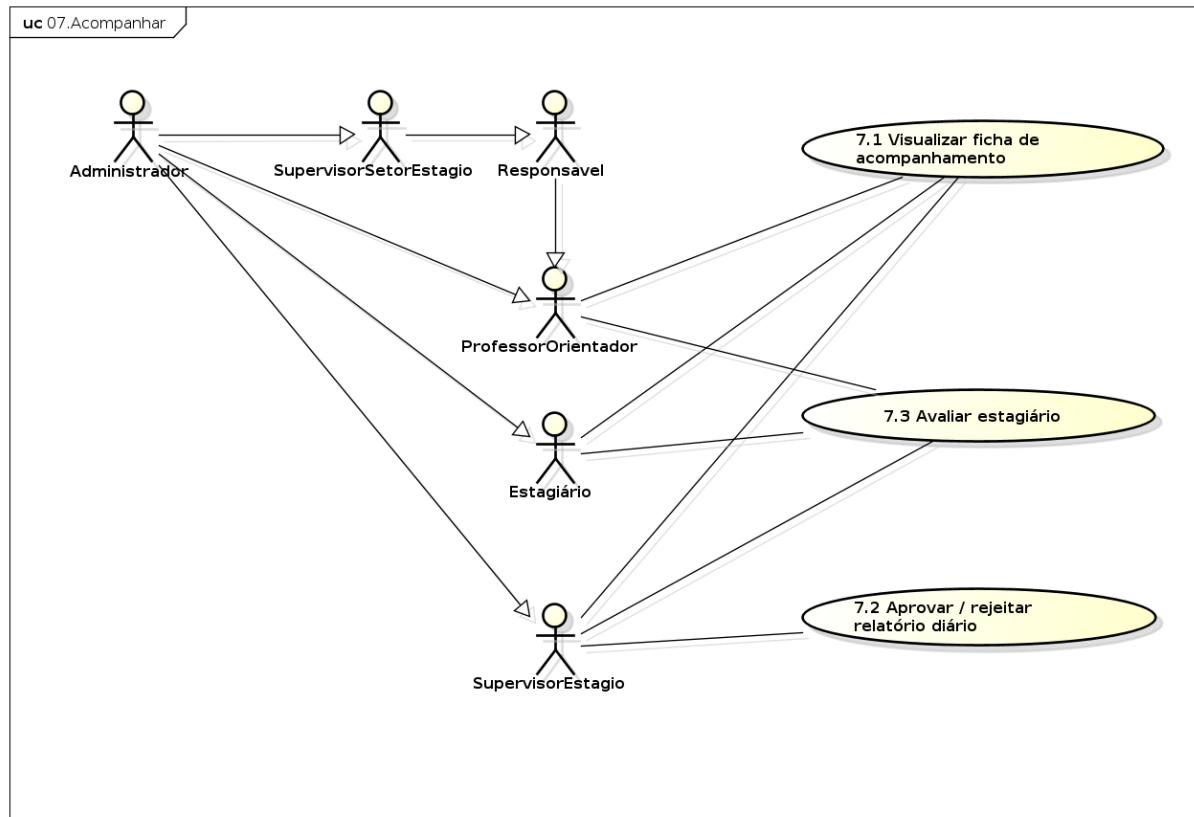 uc 07.Acompanhar
Administrador
SupervisorSetorEstagio
Responsavel
7.1 Visualizar ficha de
acompanhamento
ProfessorOrientador
7.3 Avaliar estagiário
Estagiário
7.2 Aprovar / rejeitar
relatório diário
SupervisorEstagio